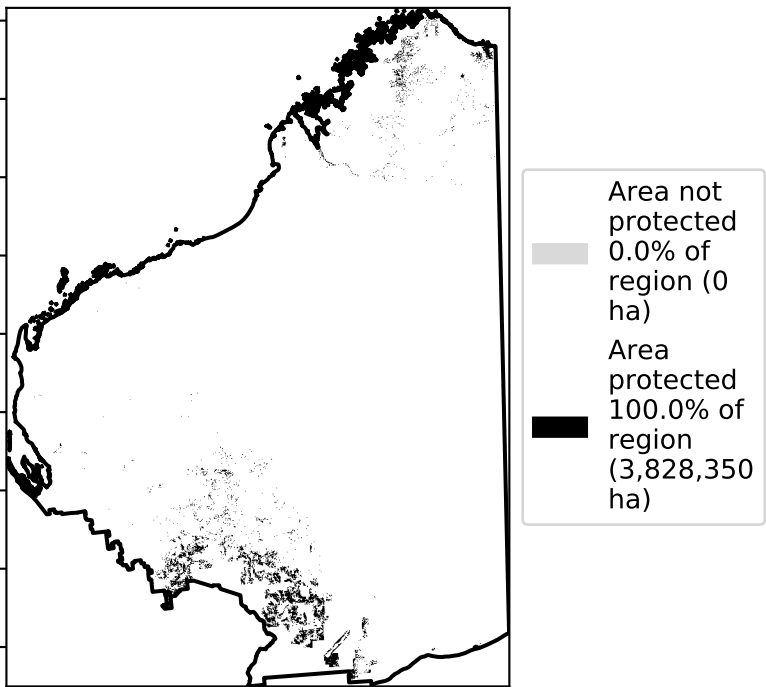 Area not
protected
0.0% of
region (0
ha)
Area
protected
100.0% of
region
(3,828,350
ha)